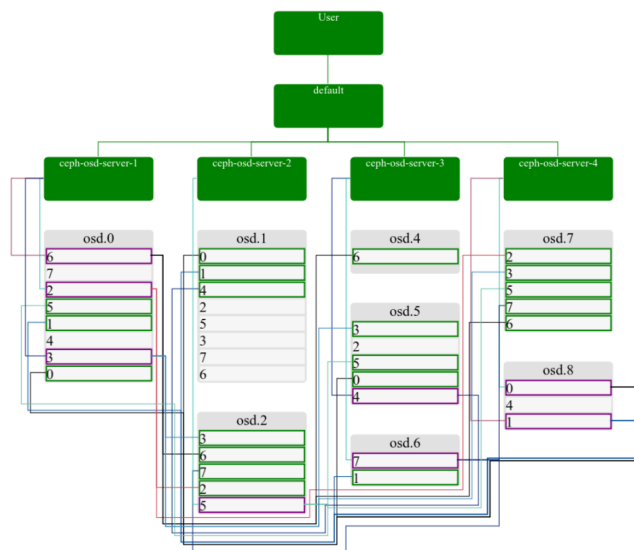 User
default
ceph-osd-server-1
ceph-osd-server-2
ceph-osd-server-3
ceph-osd-server-4
osd.0
6
7
2
5
1
4
3
0
osd.1
0
1
4
2
5
3
7
6
osd.2
3
6
7
2
5
osd.4
6
osd.5
3
2
5
0
4
osd.6
7
1
osd.7
2
3
5
7
6
osd.8
0
4
1